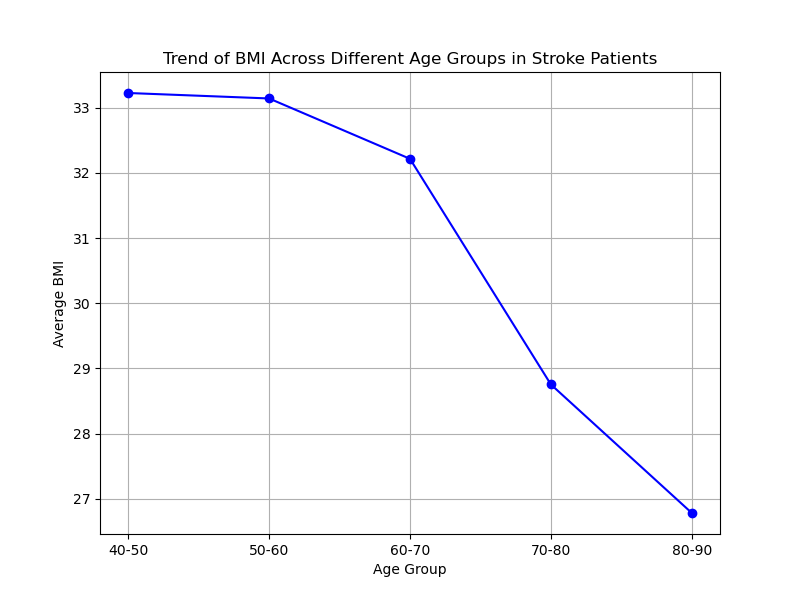 Trend of BMI Across Different Age Groups in Stroke Patients
33
32
31
30
29
28
27
Average BMI
40-50 50-60 60-70 70-80 80-90
Age Group